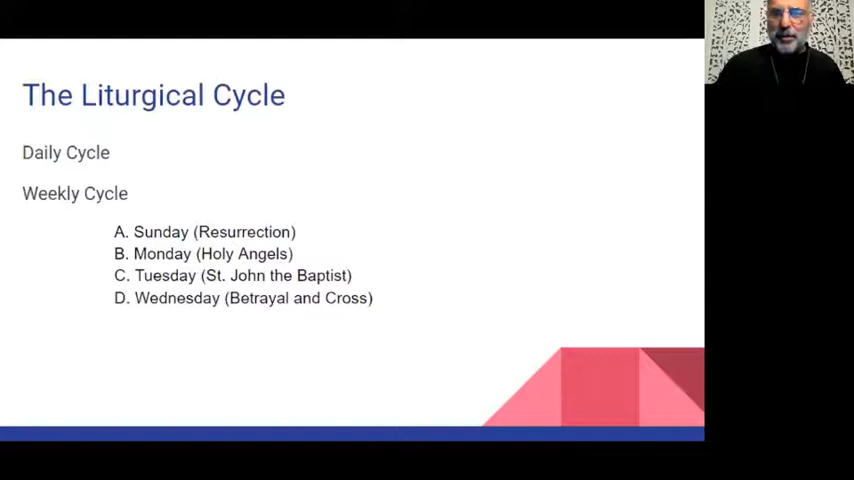 The Liturgical Cycle
Daily Cycle
Weekly Cycle
A. Sunday (Resurrection)
B. Monday (Holy Angels)
C. Tuesday (St. John the Baptist)
D. Wednesday (Betrayal and Cross)